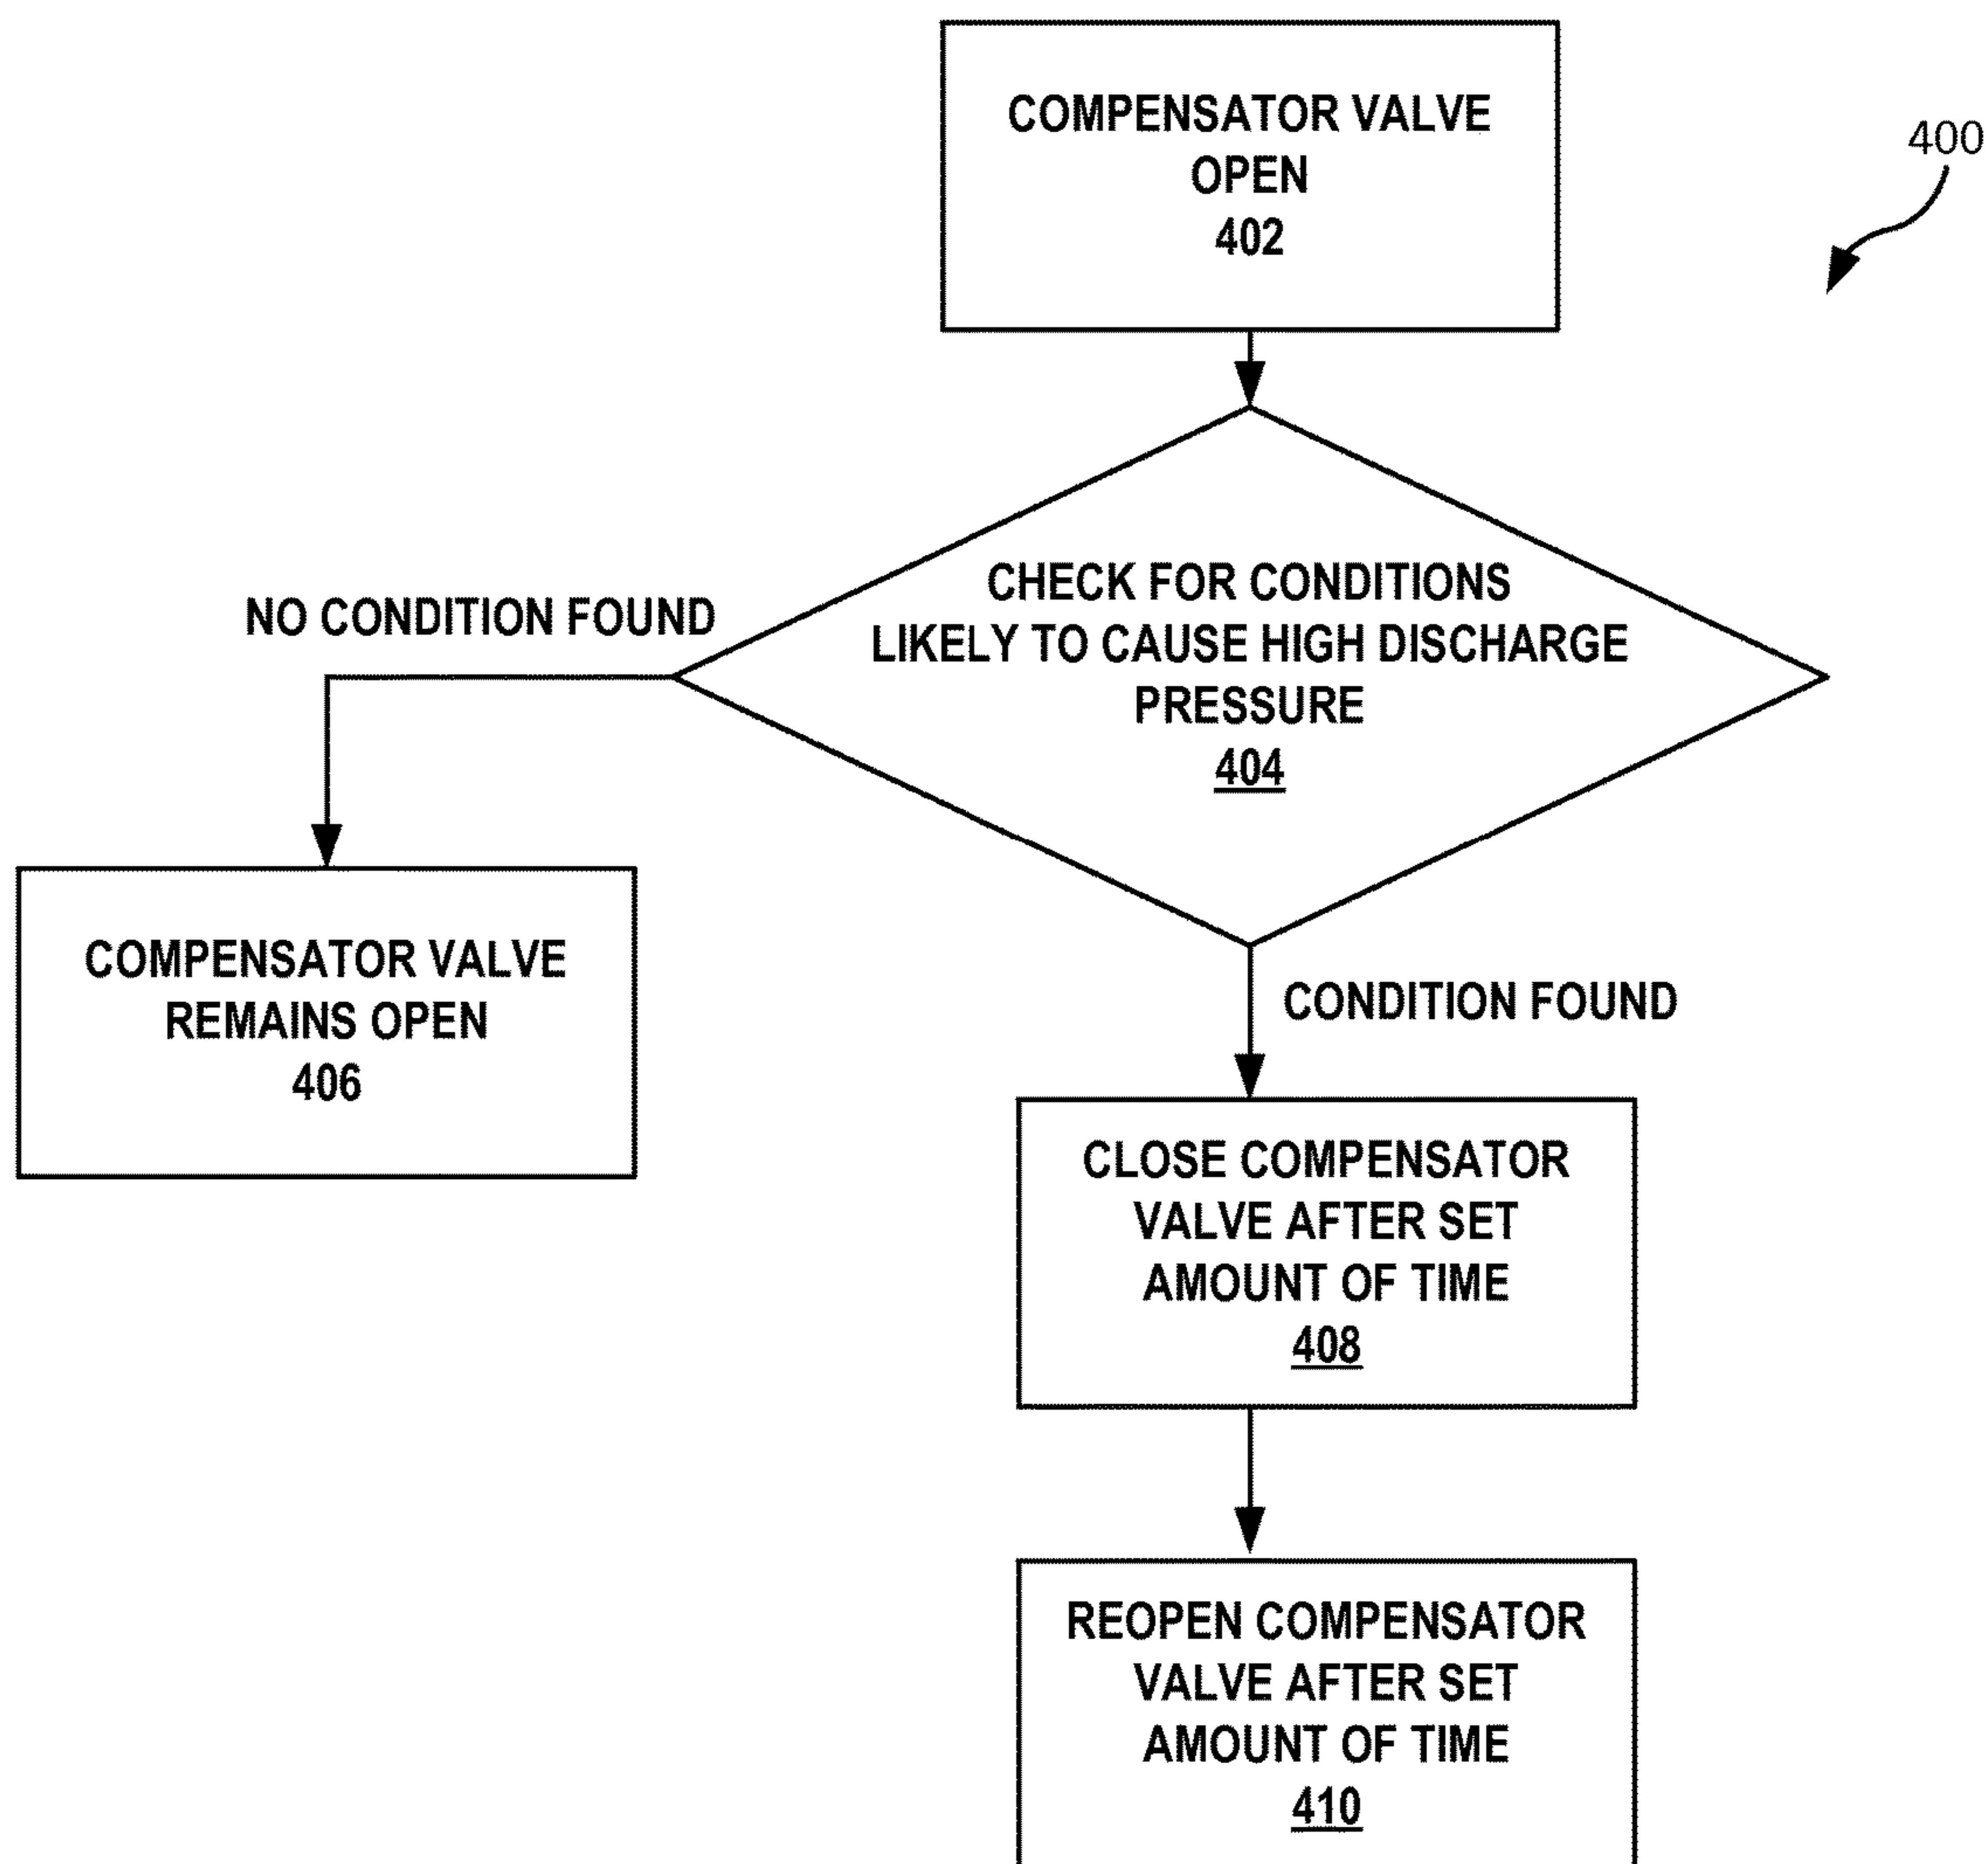 COMPENSATOR VALVE
OPEN
402
400
CHECK FOR CONDITIONS
LIKELY TO CAUSE HIGH DISCHARGE
PRESSURE
404
NO CONDITION FOUND
COMPENSATOR VALVE
REMAINS OPEN
406
CONDITION FOUND
CLOSE COMPENSATOR
VALVE AFTER SET
AMOUNT OF TIME
408
REOPEN COMPENSATOR
VALVE AFTER SET
AMOUNT OF TIME
410